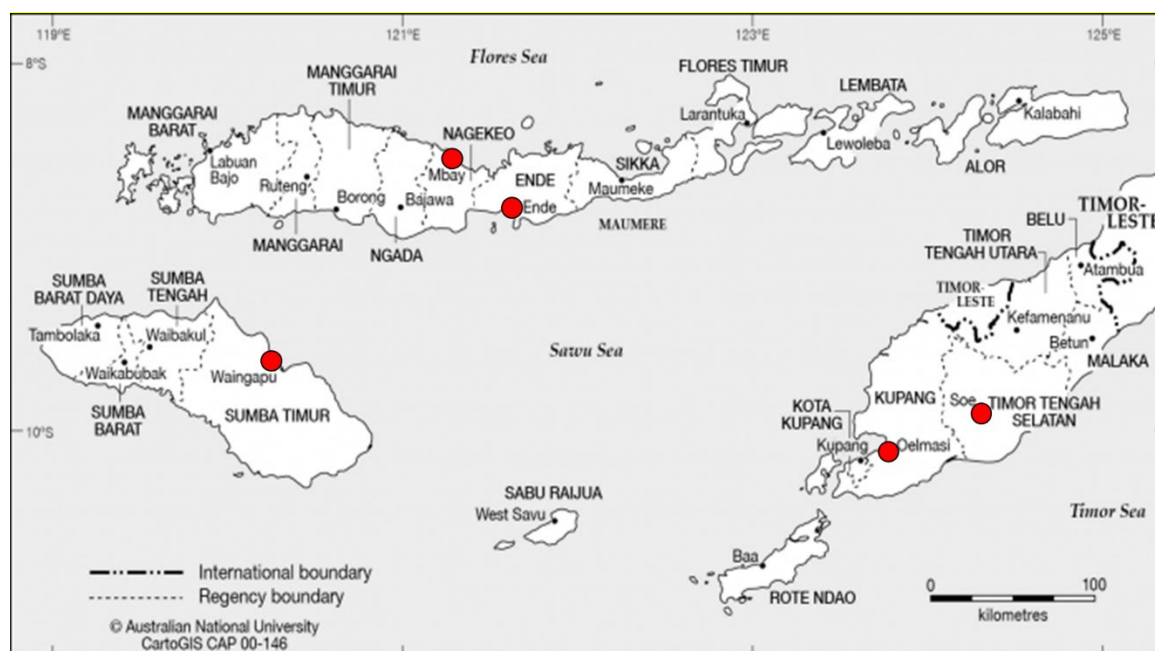 119°E
121°E
123°E
125°E
8°S
Flores Sea
MANGGARAI
TIMUR
FLORES TIMUR
LEMBATA
MANGGARAI
BARAT
NAGEKEO
Larantuka
Kalabahi
Labuan
Bajo
Mbay
SIKKA
Lewoleba
ALOR
Ruteng
ENDE
Maumeke
Borong
Bajawa
Ende
MAUMERE
MANGGARAI
NGADA
TIMOR-
LESTE
BELU
TIMOR
TENGAH UTARA
Atambua
SUMBA
BARAT DAYA
SUMBA
TENGAH
TIMOR-
LESTE
Kefamenanu
Tambolaka
Waibakul
Sawu Sea
Betun
MALAKA
Waikabubak
Waingapu
SUMBA
BARAT
SUMBA TIMUR
KOTA
KUPANG
KUPANG
Soe
TIMOR TENGAH
SELATAN
10°S
Kupang
Oelmasi
SABU RAIJUA
West Savu
Timor Sea
Baa
ROTE NDAO
International boundary
Regency boundary
0
100
kilometres
© Australian National University
CartoGIS CAP 00-146